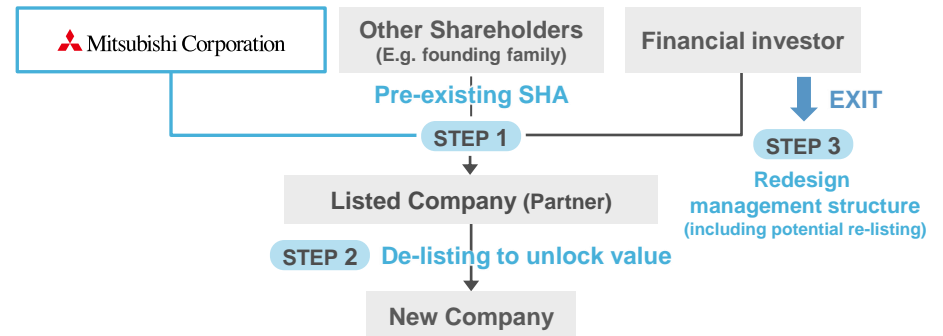 Mitsubishi Corporation
Other Shareholders
(E.g. founding family)
Financial investor
Pre-existing SHA
EXIT
STEP 1
STEP 3
Redesign
management structure
(including potential re-listing)
Listed Company (Partner)
STEP 2 De-listing to unlock value
New Company